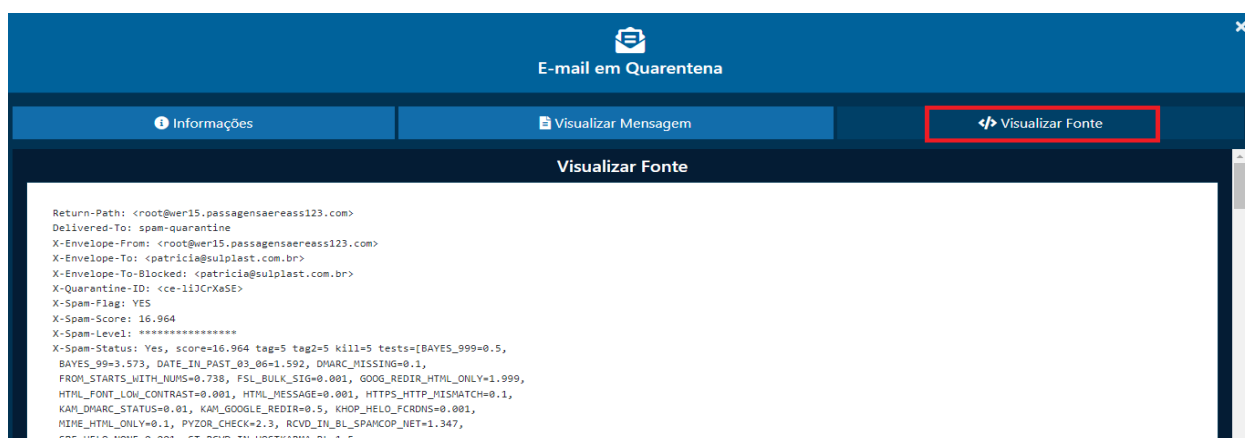 E-mail em Quarentena
Informações
Visualizar Mensagem
</> Visualizar Fonte
Visualizar Fonte
Return-Path: <root@wer15.passagensaereass123.com>
Delivered-To: spam-quarantine
X-Envelope-From: <root@wer15.passagensaereass123.com>
X-Envelope-To: <patricia@sulplast.com.br>
X-Envelope-To-Blocked: <patricia@sulplast.com.br>
X-Quarantine-ID: <ce-liJCrXaSE>
X-Spam-Flag: YES
X-Spam-Score: 16.964
X-Spam-Level: ****************
X-Spam-Status: Yes, score=16.964 tag=5 tag2=5 kill=5 tests=[BAYES_999=0.5,
BAYES_99=3.573, DATE_IN_PAST_03_06=1.592, DMARC_MISSING=0.1,
FROM_STARTS_WITH_NUMS=0.738, FSL_BULK_SIG=0.001, GOOG_REDIR_HTML_ONLY=1.999,
HTML_FONT_LOW_CONTRAST=0.001, HTML_MESSAGE=0.001, HTTPS_HTTP_MISMATCH=0.1,
KAM_DMARC_STATUS=0.01, KAM_GOOGLE_REDIR=0.5, KHOP_HELO_FCRDNS=0.001,
MIME_HTML_ONLY=0.1, PYZOR_CHECK=2.3, RCVD_IN_BL_SPAMCOP_NET=1.347,